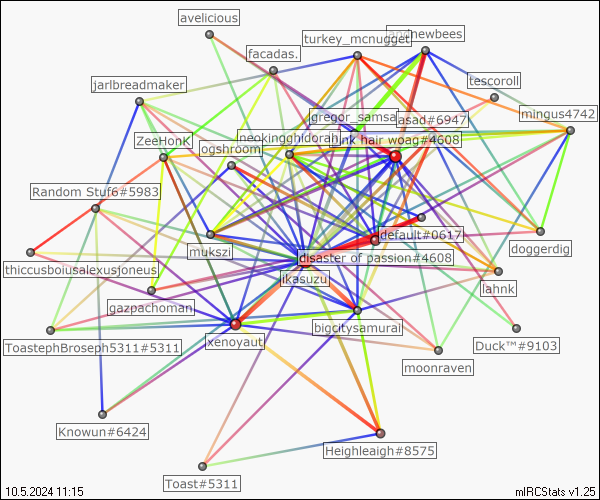 avelicious
turkey_mcnugget
andrewbees
facadas.
tescoroll
jarlbreadmaker
gregor_samsa
asad#6947
mingus4742
ZeeHonK
ogshroom
neokingghidorah
pink hair woag#4608
Random Stuf6#5983
default#0617
doggerdig
mukszi
disaster of passion#4608
thiccusboiusalexusjoneus
ikasuzu
lahnk
gazpachoman
bigcitysamurai
ToastephBroseph5311#5311
xenoyaut
Duck™#9103
moonraven
Knowun#6424
Heighleaigh#8575
Toast#5311
10.5.2024 11:15
mIRCStats v1.25